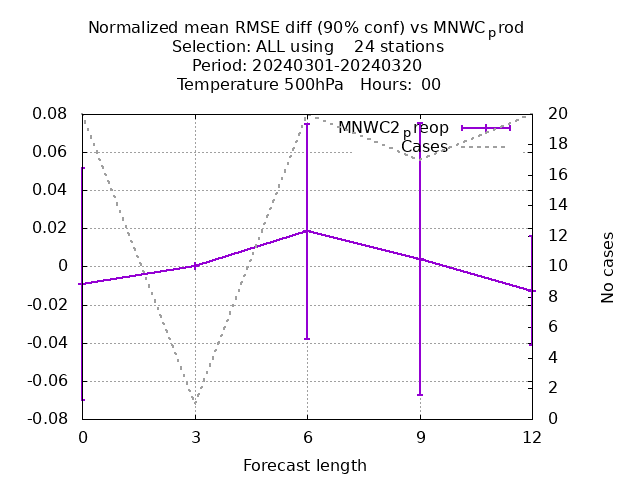 Normalized mean RMSE diff (90% conf) vs MNWCprod
Selection: ALL using    24 stations
Period: 20240301-20240320
Temperature 500hPa   Hours:  00
MNWC2preop
Cases
0.08
0.06
0.04
0.02
0
-0.02
-0.04
-0.06
-0.08
20
18
16
14
12
10
8
6
4
2
0
No cases
0 3 6 9 12
Forecast length